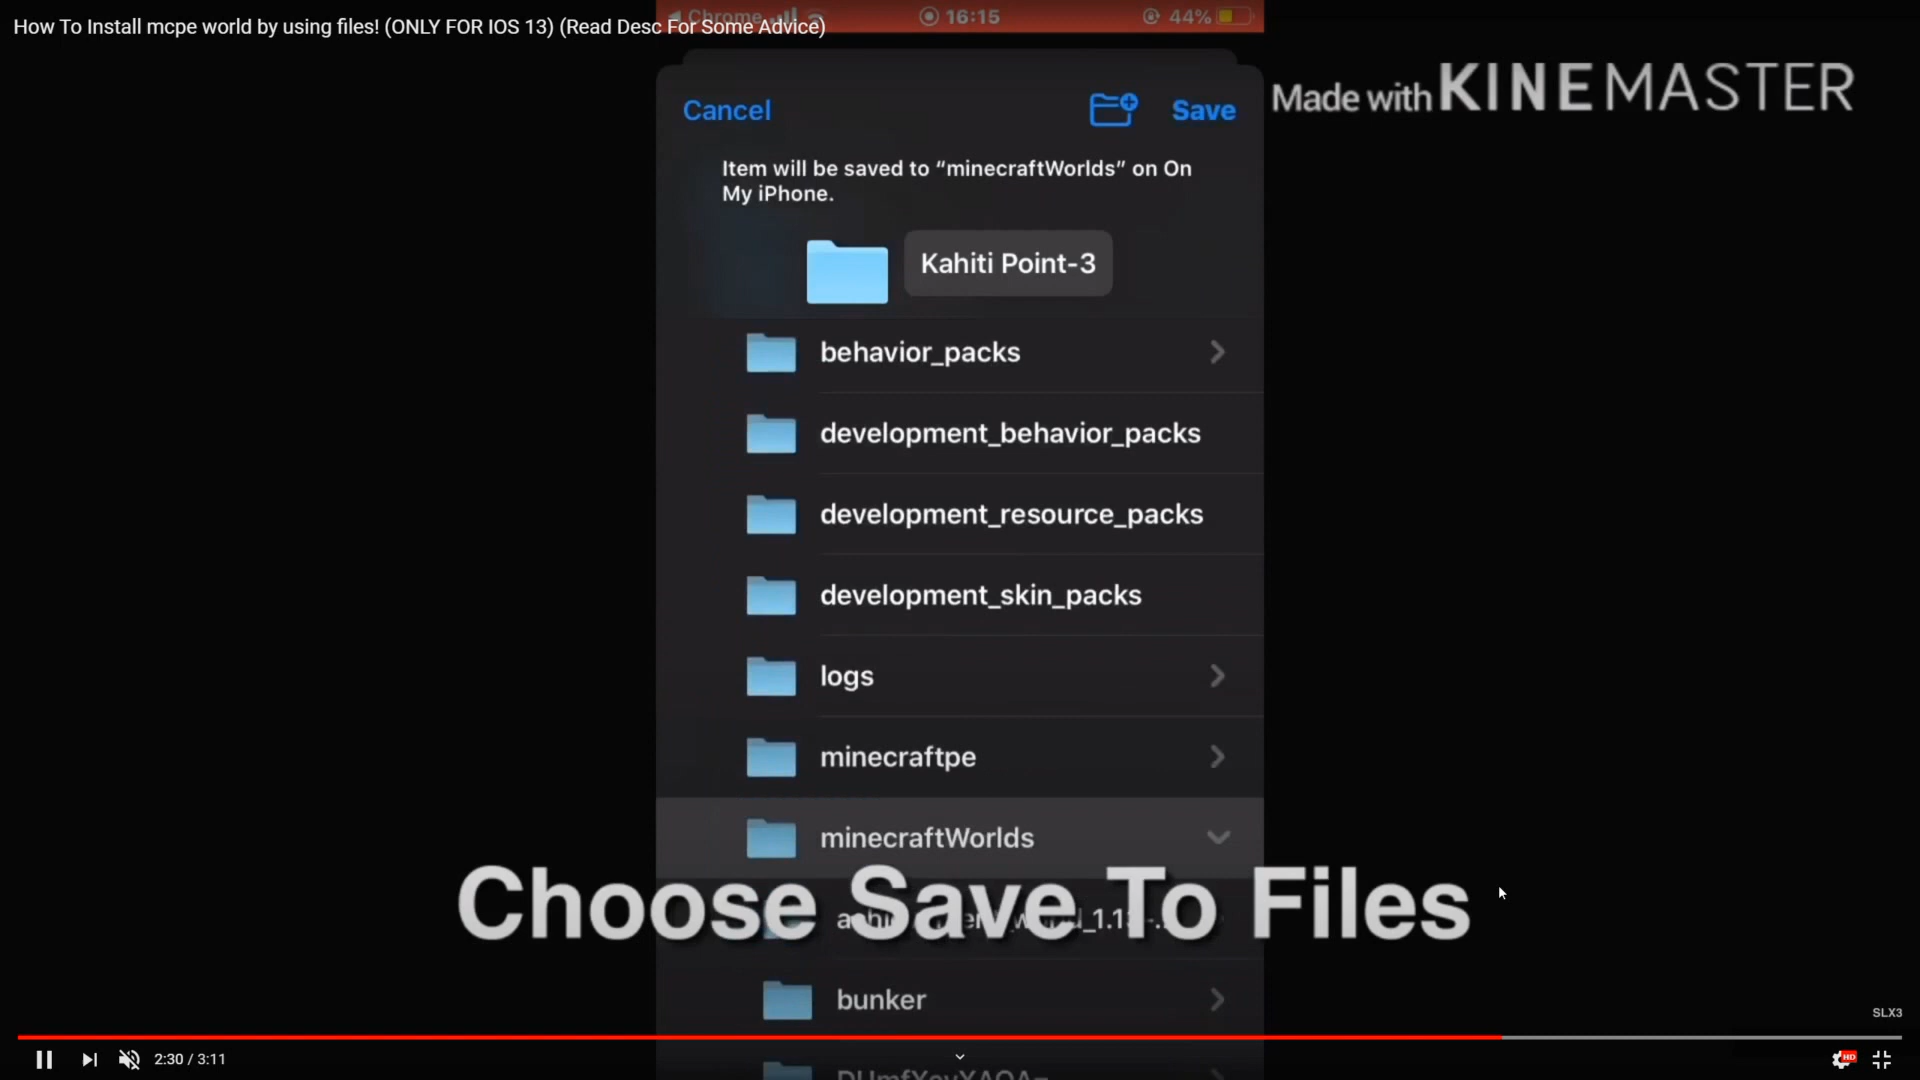 How To Install mcpe world by using files! (ONLY FOR IOS 13) (Read Desc For Some Advice)
Chrome 16:15 44%
Made with KINEMASTER
Cancel Save
Item will be saved to “minecraftWorlds” on On
My iPhone.
Kahiti Point-3
behavior_packs
development_behavior_packs
development_resource_packs
development_skin_packs
logs
minecraftpe
minecraftWorlds
Choose Save To Files
bunker
SLX3
2:30 / 3:11
HD